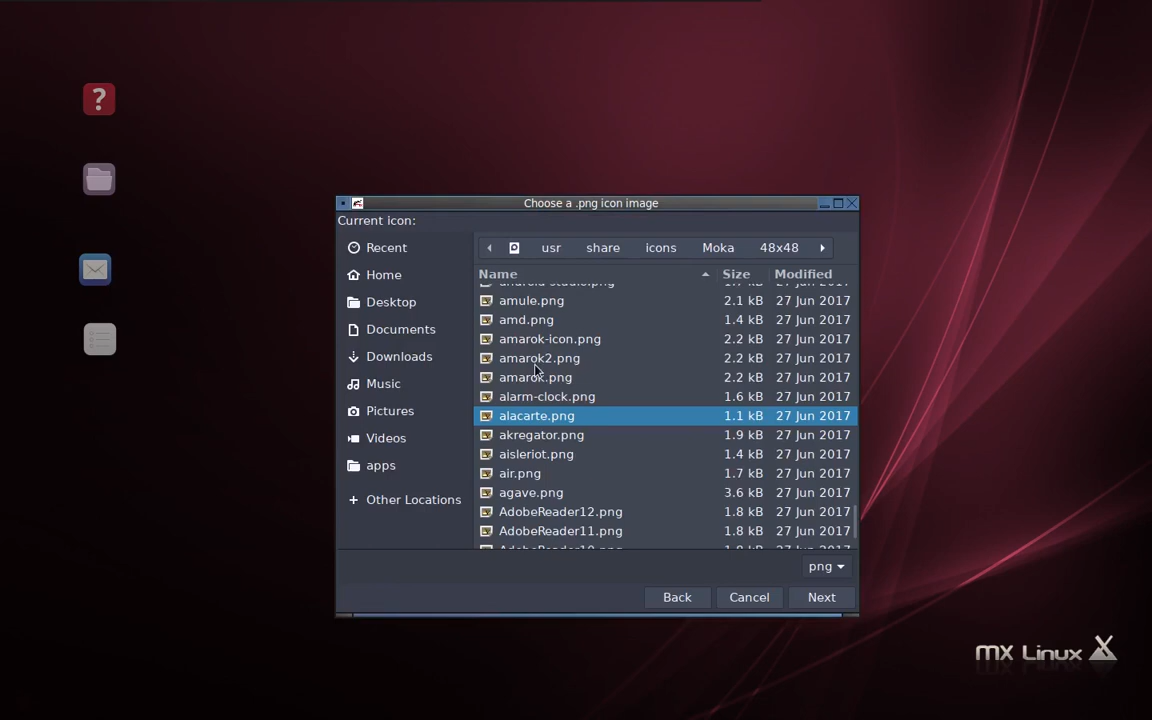 ?
Choose a .png icon image
Current icon:
Recent
Home
Desktop
Documents
Downloads
Music
Pictures
Videos
apps
+ Other Locations
usr share icons Moka 48x48
Name Size Modified
amule.png 2.1 kB 27 Jun 2017
amd.png 1.4 kB 27 Jun 2017
amarok-icon.png 2.2 kB 27 Jun 2017
amarok2.png 2.2 kB 27 Jun 2017
amarok.png 2.2 kB 27 Jun 2017
alarm-clock.png 1.6 kB 27 Jun 2017
alacarte.png 1.1 kB 27 Jun 2017
akregator.png 1.9 kB 27 Jun 2017
aisleriot.png 1.4 kB 27 Jun 2017
air.png 1.7 kB 27 Jun 2017
agave.png 3.6 kB 27 Jun 2017
AdobeReader12.png 1.8 kB 27 Jun 2017
AdobeReader11.png 1.8 kB 27 Jun 2017
png
Back Cancel Next
MX Linux